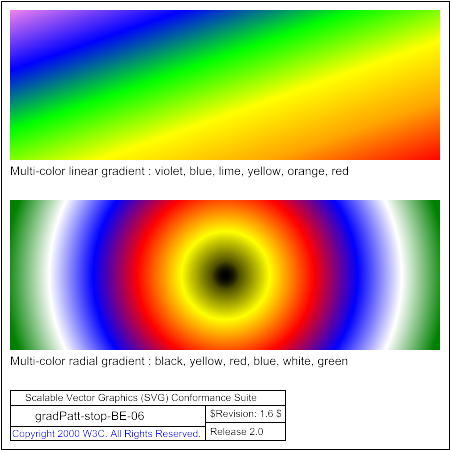 Multi-color linear gradient : violet, blue, lime, yellow, orange, red
Multi-color radial gradient : black, yellow, red, blue, white, green
Scalable Vector Graphics (SVG) Conformance Suite
gradPatt-stop-BE-06
$Revision: 1.6 $
Copyright 2000 W3C. All Rights Reserved.
Release 2.0